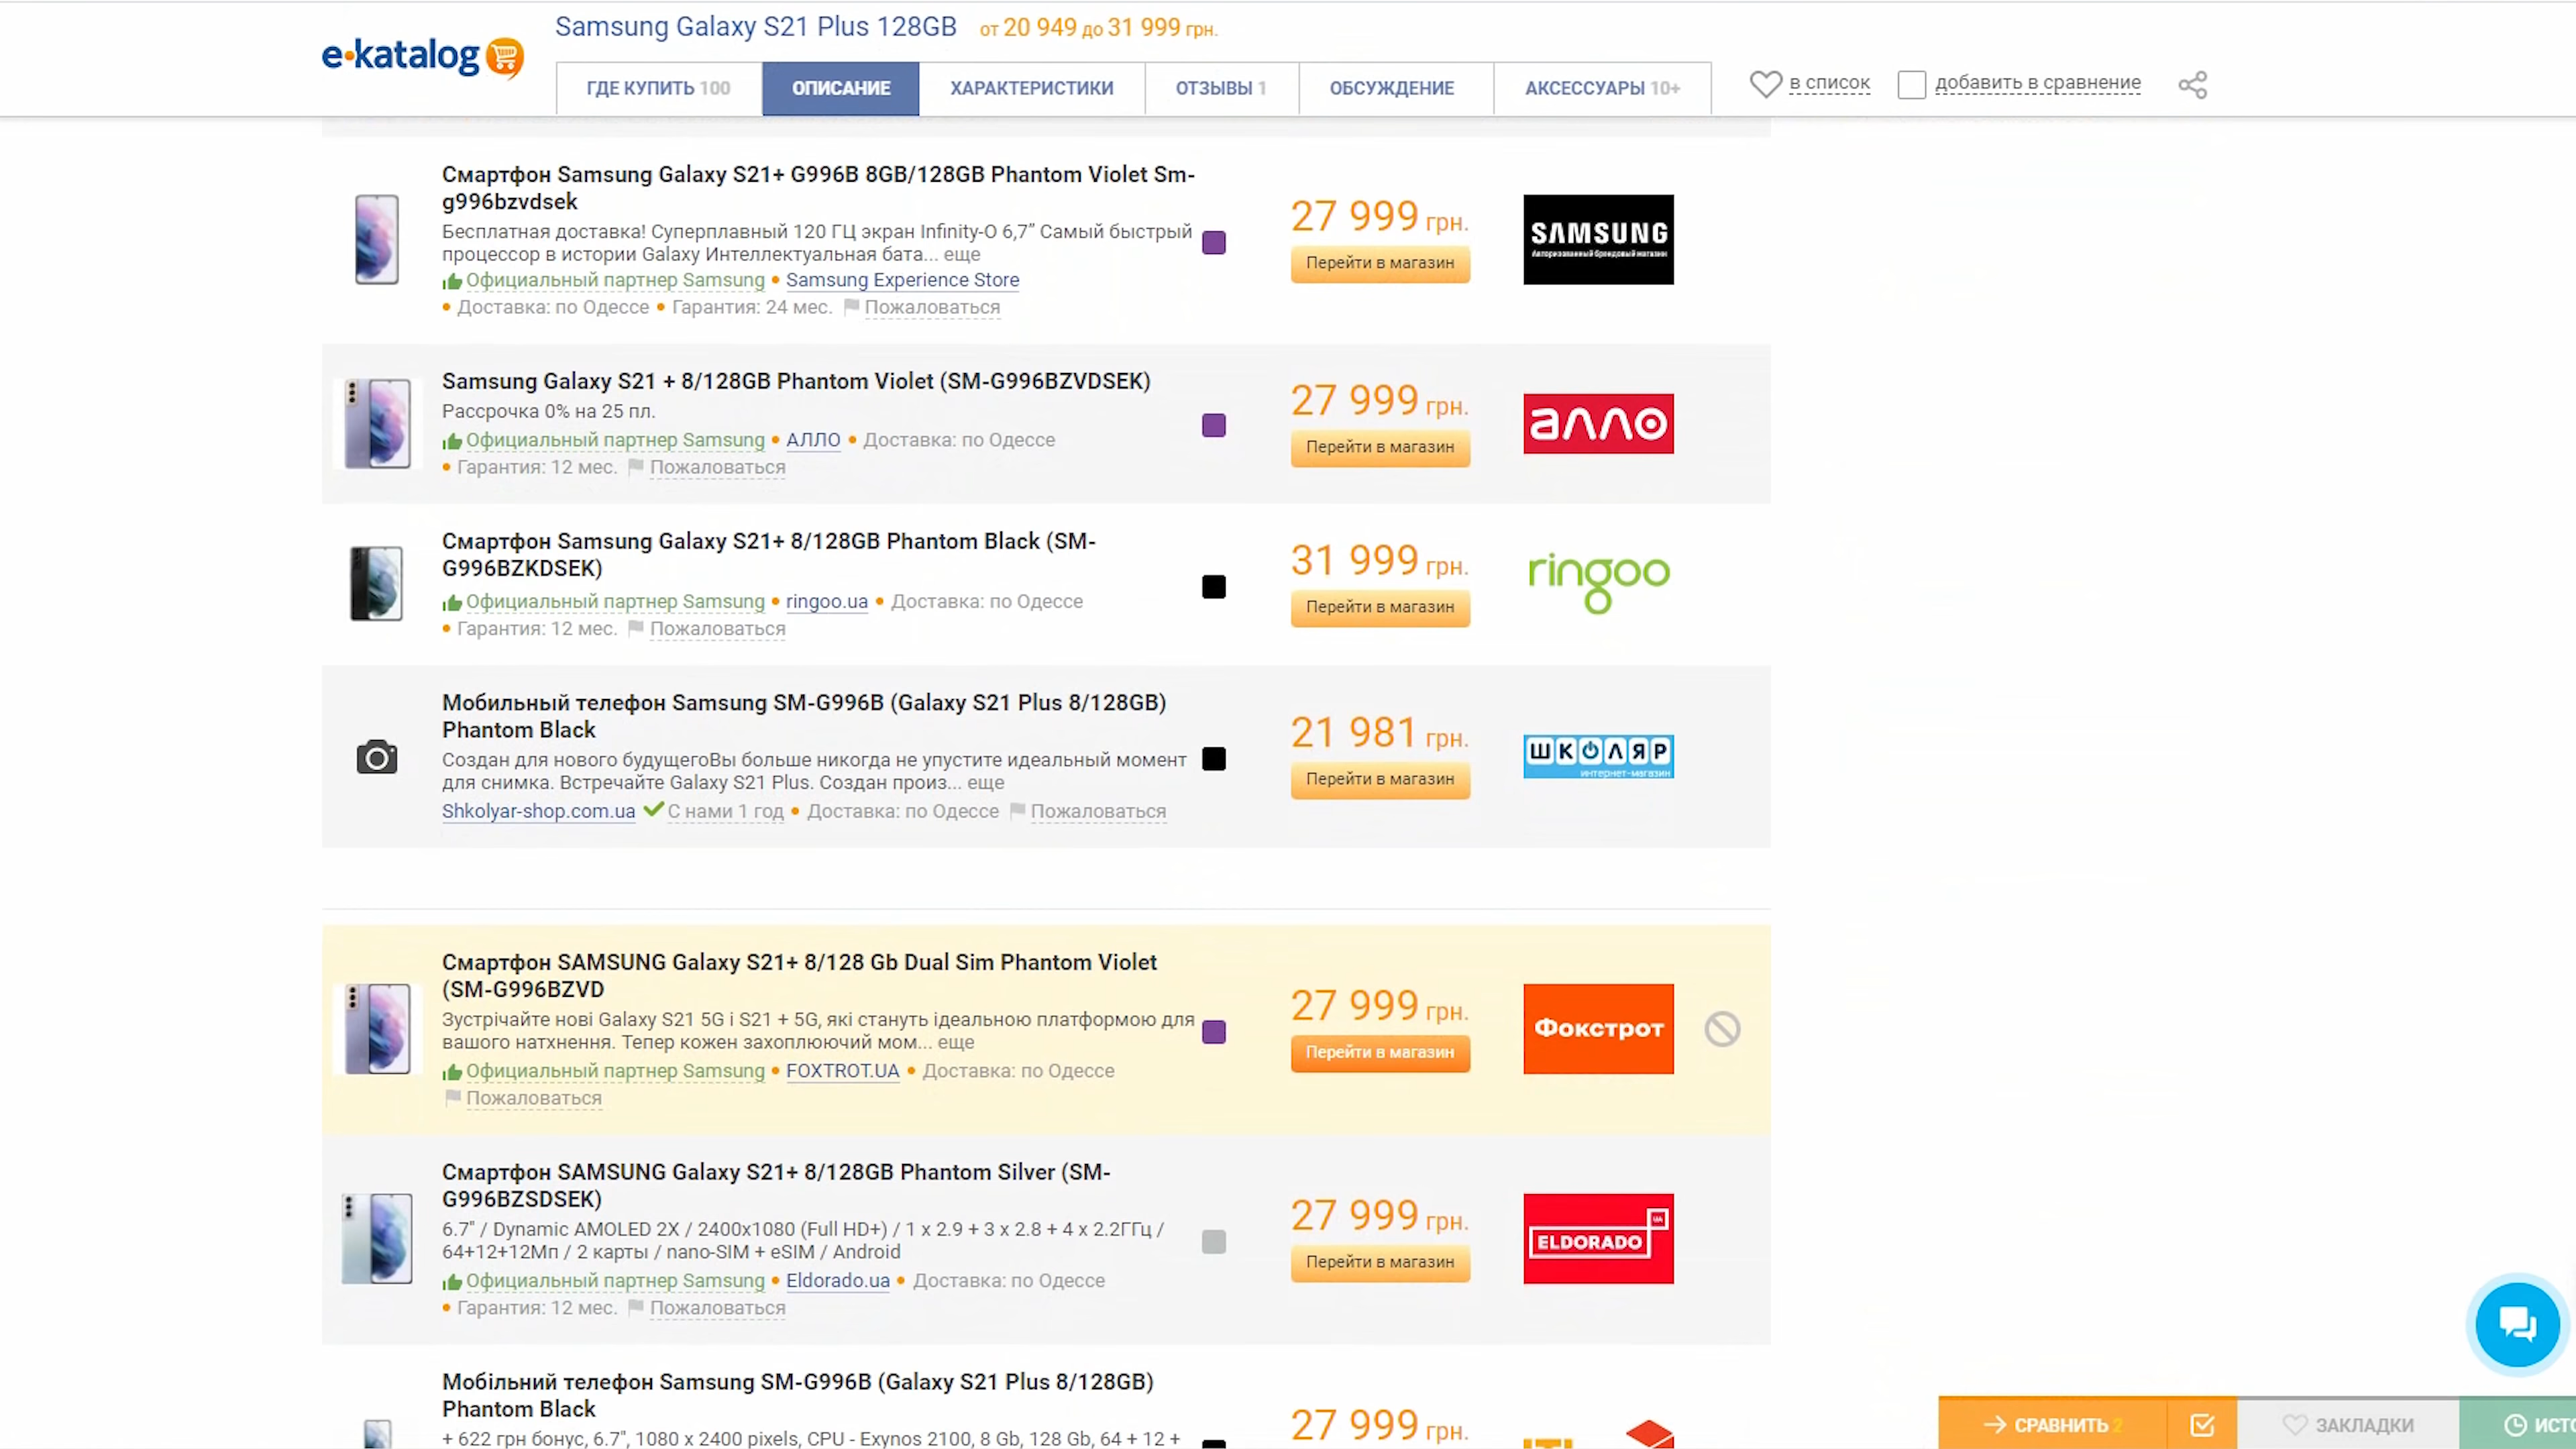 e·katalog
Samsung Galaxy S21 Plus 128GB от 20 949 до 31 999 грн.
ГДЕ КУПИТЬ 100 ОПИСАНИЕ ХАРАКТЕРИСТИКИ ОТЗЫВЫ 1 ОБСУЖДЕНИЕ АКСЕССУАРЫ 10+
в список добавить в сравнение
Смартфон Samsung Galaxy S21+ G996B 8GB/128GB Phantom Violet Sm-
g996bzvdsek
Бесплатная доставка! Суперплавный 120 ГЦ экран Infinity-O 6,7” Самый быстрый
процессор в истории Galaxy Интеллектуальная бата... еще
Официальный партнер Samsung • Samsung Experience Store
• Доставка: по Одессе • Гарантия: 24 мес. Пожаловаться
27 999 грн.
Перейти в магазин
SAMSUNG
Авторизованный брендовый магазин
Samsung Galaxy S21 + 8/128GB Phantom Violet (SM-G996BZVDSEK)
Рассрочка 0% на 25 пл.
Официальный партнер Samsung • АЛЛО • Доставка: по Одессе
• Гарантия: 12 мес. Пожаловаться
27 999 грн.
Перейти в магазин
алло
Смартфон Samsung Galaxy S21+ 8/128GB Phantom Black (SM-
G996BZKDSEK)
Официальный партнер Samsung • ringoo.ua • Доставка: по Одессе
• Гарантия: 12 мес. Пожаловаться
31 999 грн.
Перейти в магазин
ringoo
Мобильный телефон Samsung SM-G996B (Galaxy S21 Plus 8/128GB)
Phantom Black
Создан для нового будущегоВы больше никогда не упустите идеальный момент
для снимка. Встречайте Galaxy S21 Plus. Создан произ... еще
Shkolyar-shop.com.ua С нами 1 год • Доставка: по Одессе Пожаловаться
21 981 грн.
Перейти в магазин
ШКОЛЯР
интернет-магазин
Смартфон SAMSUNG Galaxy S21+ 8/128 Gb Dual Sim Phantom Violet
(SM-G996BZVD
Зустрічайте нові Galaxy S21 5G і S21 + 5G, які стануть ідеальною платформою для
вашого натхнення. Тепер кожен захоплюючий мом... еще
Официальный партнер Samsung • FOXTROT.UA • Доставка: по Одессе
Пожаловаться
27 999 грн.
Перейти в магазин
Фокстрот
Смартфон SAMSUNG Galaxy S21+ 8/128GB Phantom Silver (SM-
G996BZSDSEK)
6.7" / Dynamic AMOLED 2X / 2400x1080 (Full HD+) / 1 x 2.9 + 3 x 2.8 + 4 x 2.2ГГц /
64+12+12Мп / 2 карты / nano-SIM + eSIM / Android
Официальный партнер Samsung • Eldorado.ua • Доставка: по Одессе
• Гарантия: 12 мес. Пожаловаться
27 999 грн.
Перейти в магазин
ELDORADO UA
Мобільний телефон Samsung SM-G996B (Galaxy S21 Plus 8/128GB)
Phantom Black
+ 622 грн бонус, 6.7", 1080 x 2400 pixels, CPU - Exynos 2100, 8 Gb, 128 Gb, 64 + 12 +
27 999 грн.
СРАВНИТЬ 2 ЗАКЛАДКИ